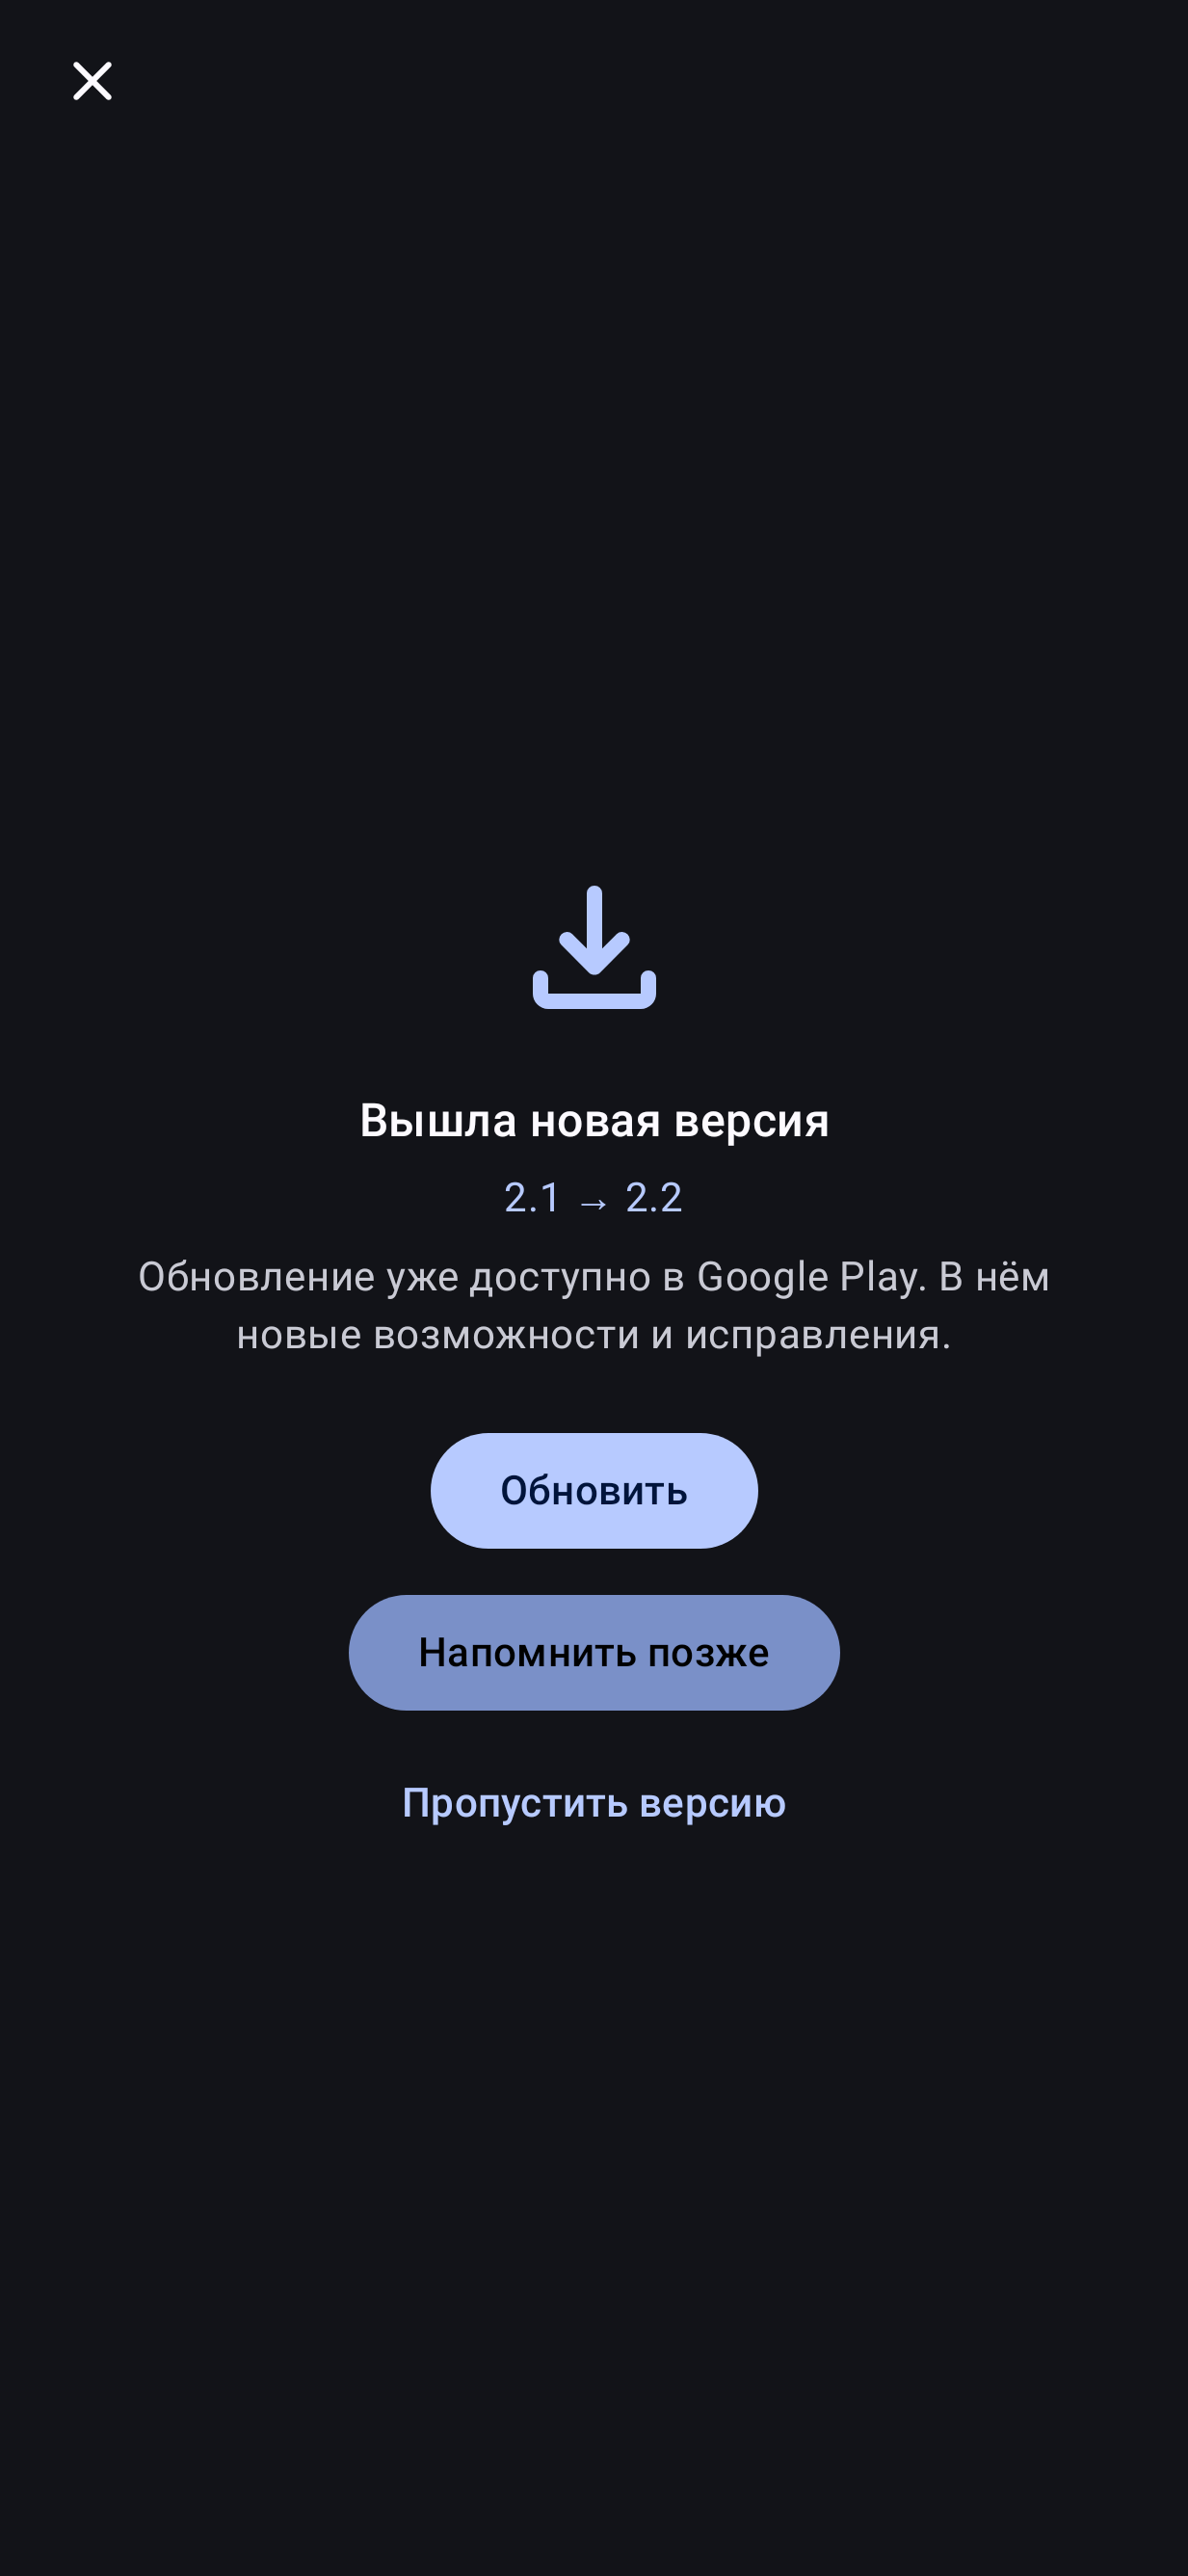 Вышла новая версия
2.1 → 2.2
Обновление уже доступно в Google Play. В нём
новые возможности и исправления.
Обновить
Напомнить позже
Пропустить версию